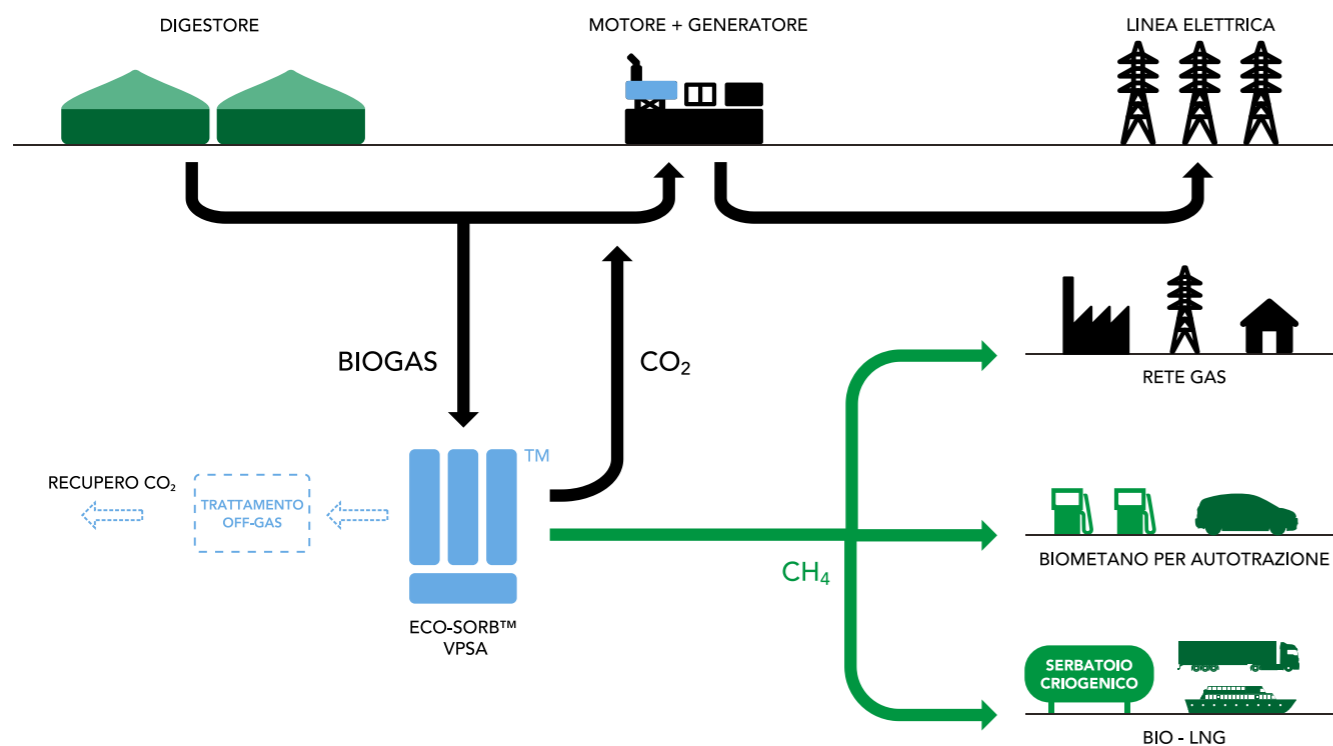 DIGESTORE
MOTORE + GENERATORE
LINEA ELETTRICA
BIOGAS
CO₂
RETE GAS
TM
RECUPERO CO₂
TRATTAMENTO
OFF-GAS
CH₄
BIOMETANO PER AUTOTRAZIONE
ECO-SORB™
VPSA
SERBATOIO
CRIOGENICO
BIO - LNG